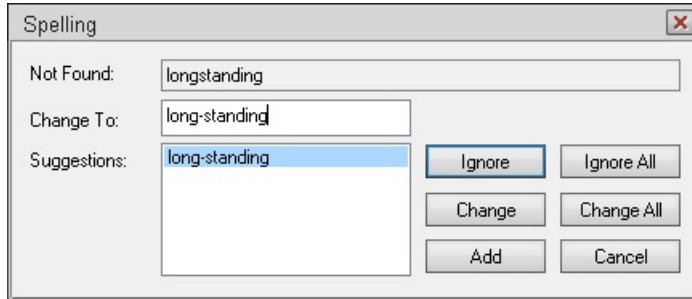 Spelling
Not Found: longstanding
Change To: long-standing
Suggestions: long-standing
Ignore Ignore All
Change Change All
Add Cancel